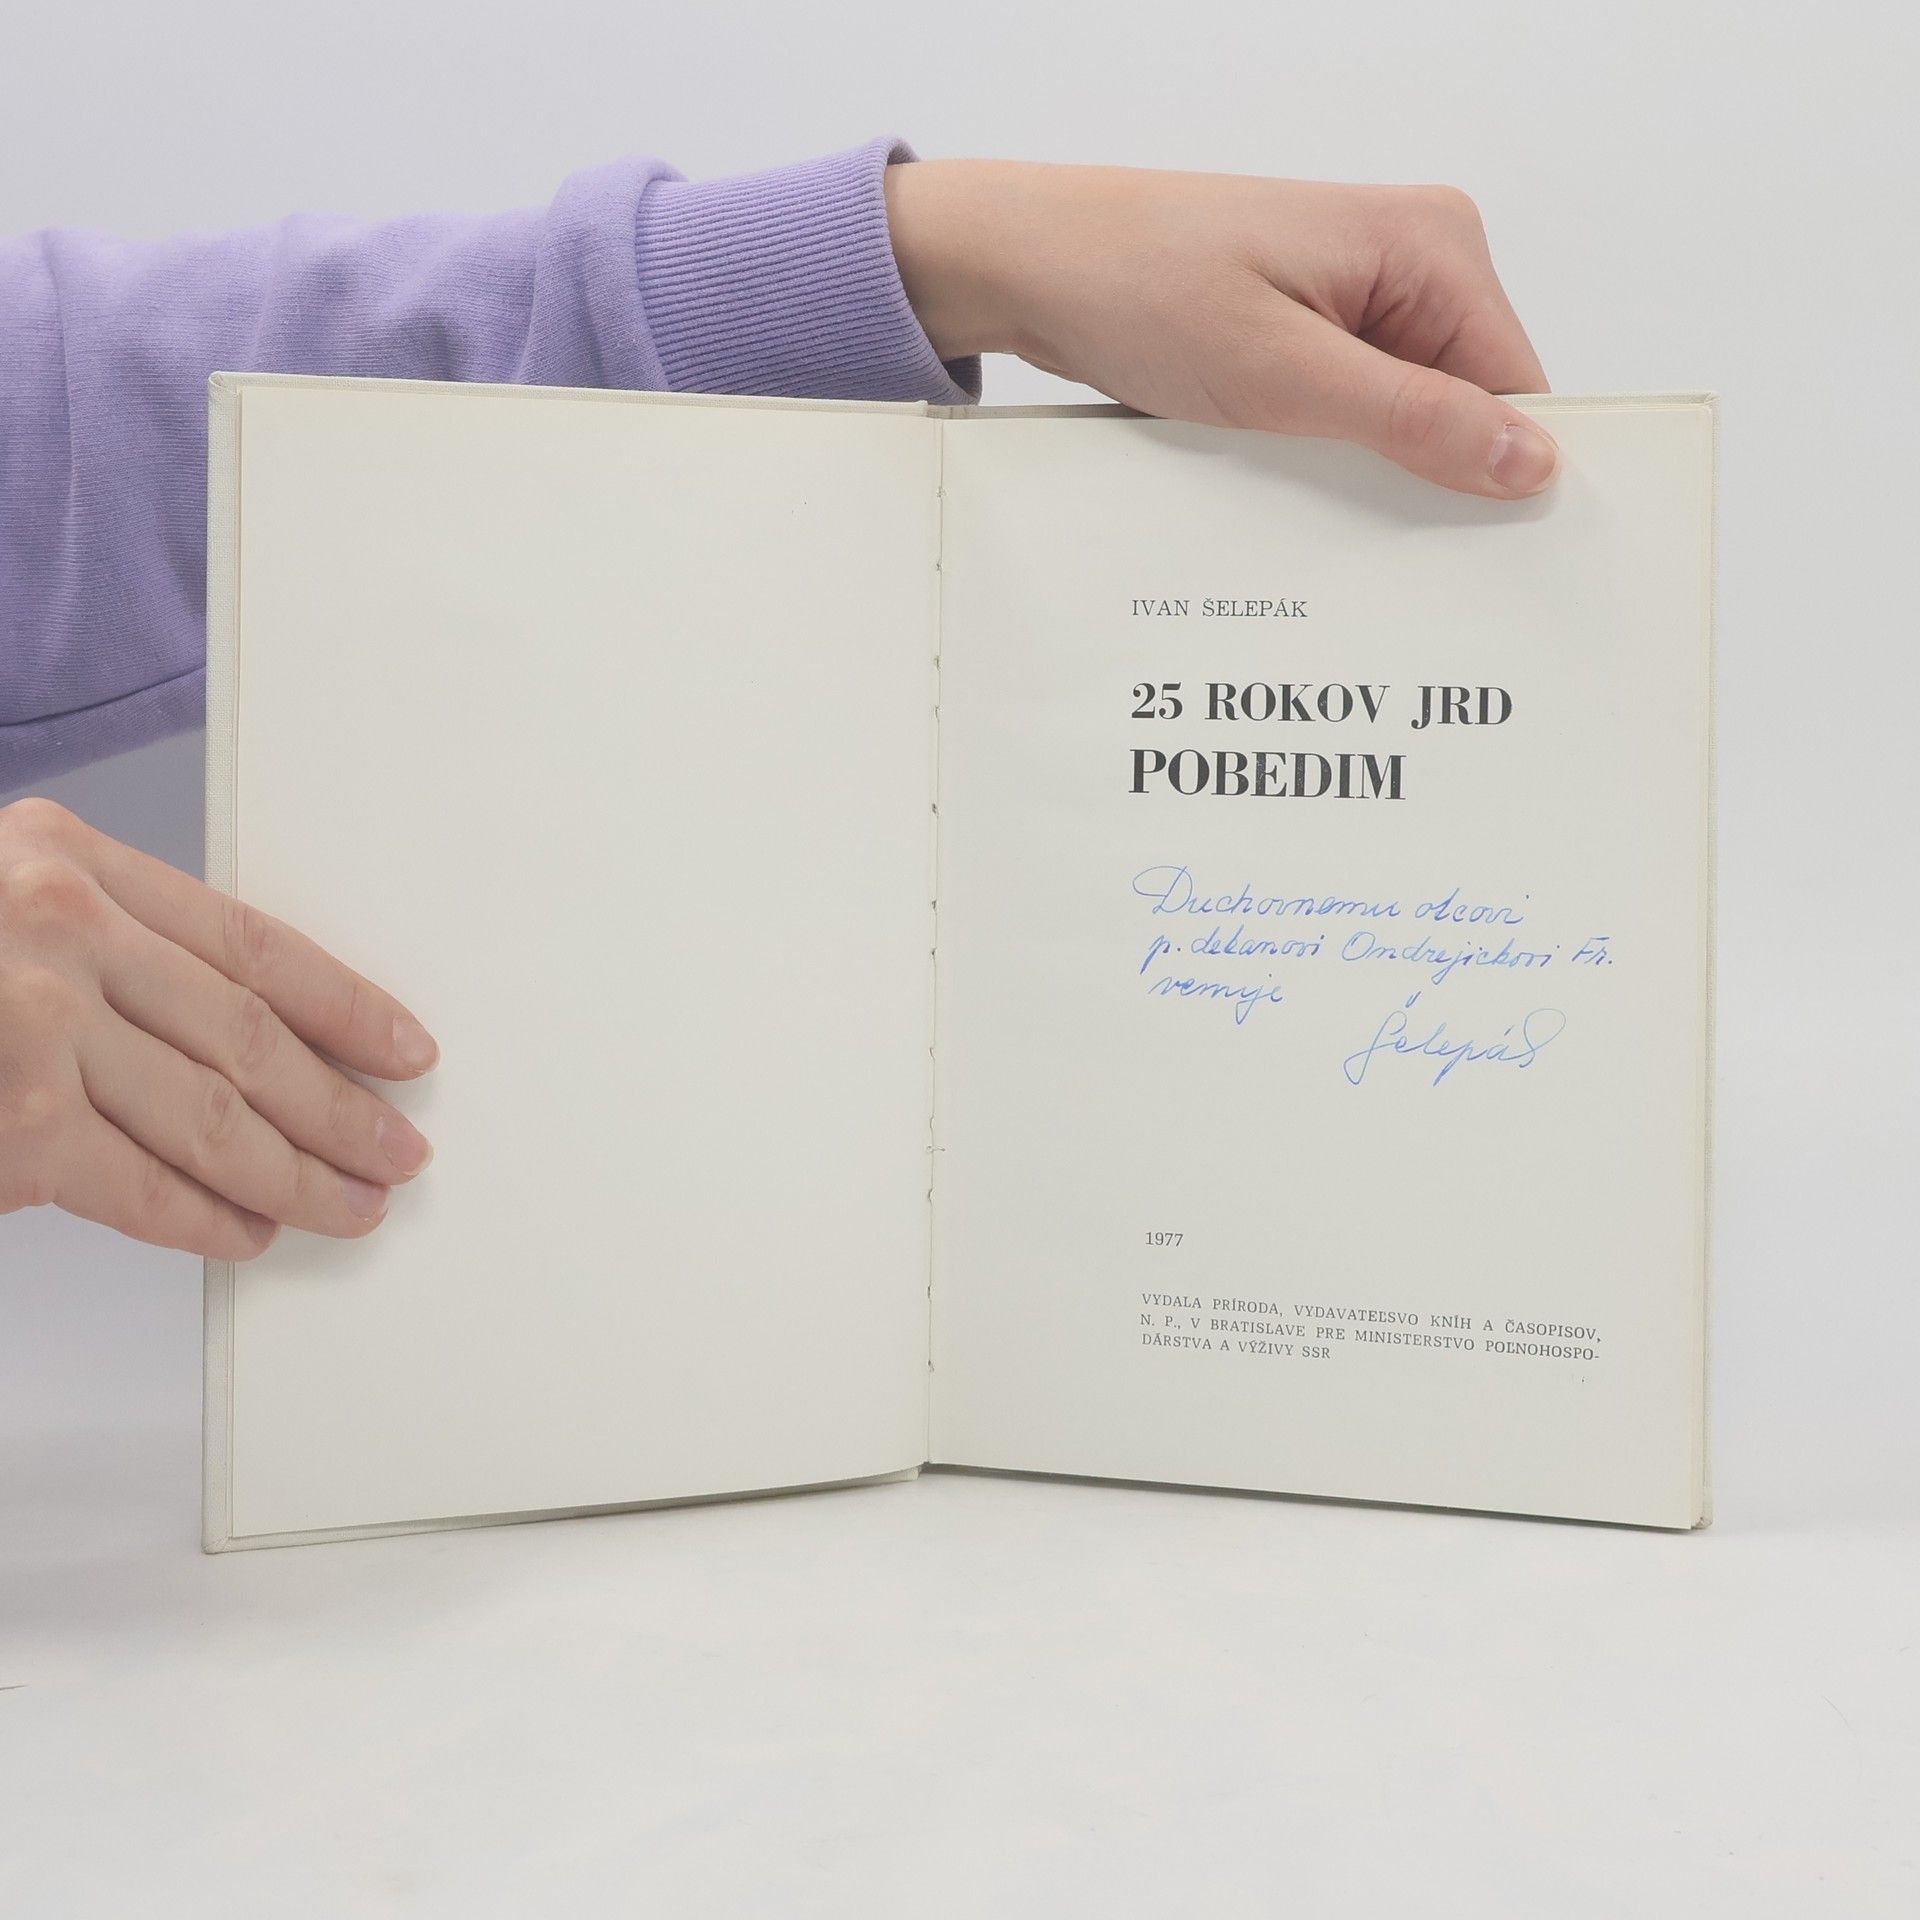 IVAN ŠELEPÁK
25 ROKOV JRD
POBEDIM
Duchovnemu otcovi
p. dekanovi Ondrejickovi Fr.
venuje
Šelepák
1977
VYDALA PRÍRODA, VYDAVATEĽSVO KNÍH A ČASOPISOV,
N. P., V BRATISLAVE PRE MINISTERSTVO POĽNOHOSPO-
DÁRSTVA A VÝŽIVY SSR